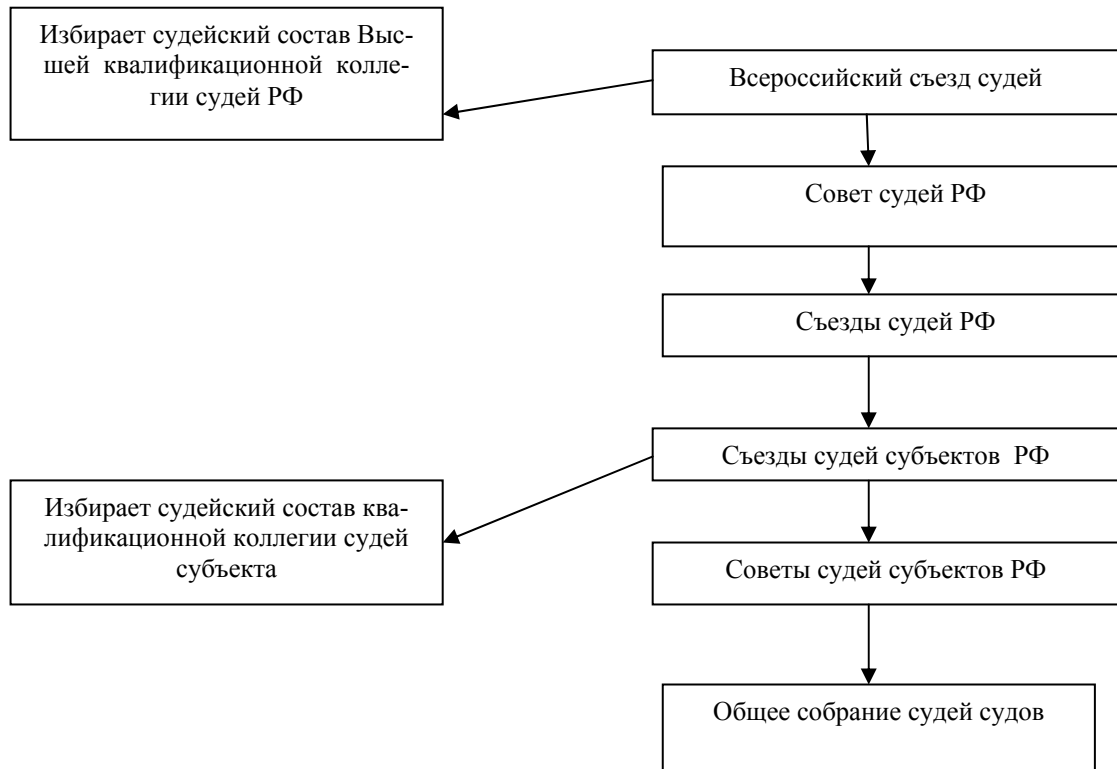 Избирает судейский состав Выс-
шей квалификационной колле-
гии судей РФ
Всероссийский съезд судей
Совет судей РФ
Съезды судей РФ
Съезды судей субъектов РФ
Избирает судейский состав ква-
лификационной коллегии судей
субъекта
Советы судей субъектов РФ
Общее собрание судей судов